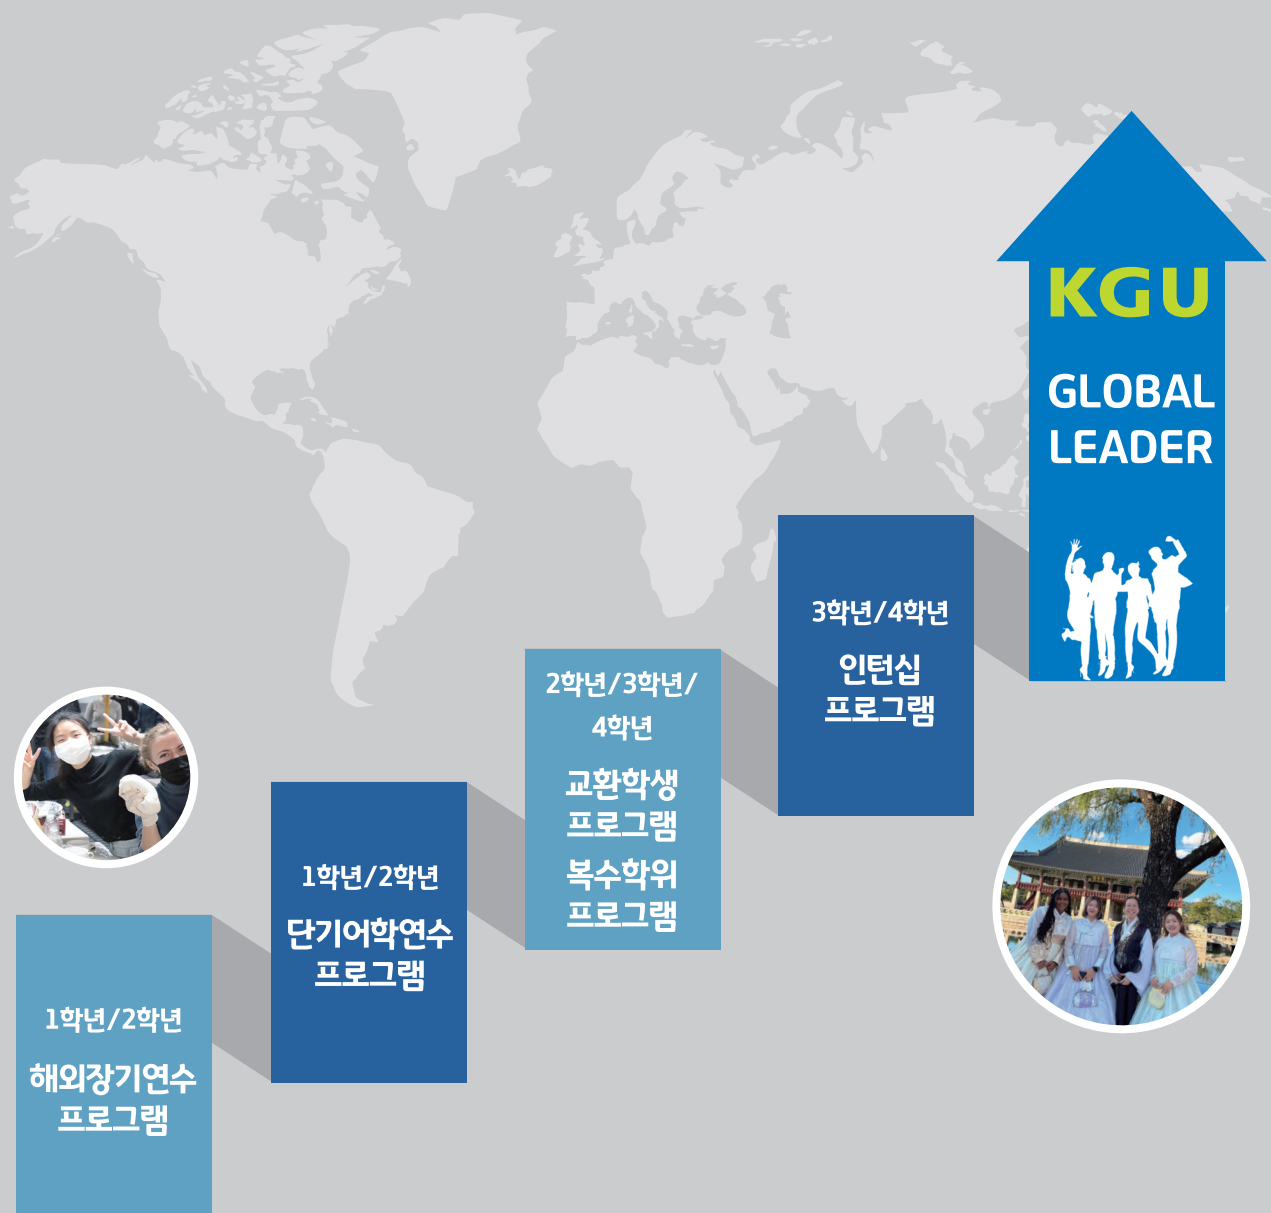 KGU
GLOBAL
LEADER
3학년/4학년
인턴십
프로그램
2학년/3학년/
4학년
교환학생
프로그램
복수학위
프로그램
1학년/2학년
단기어학연수
프로그램
1학년/2학년
해외장기연수
프로그램